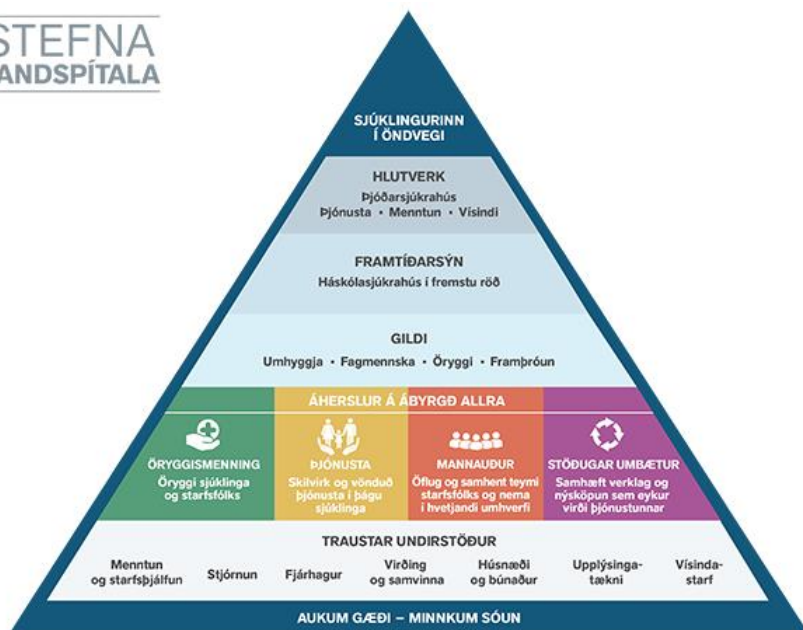 STEFNA
ANDSPÍTALA
SJÚKLINGURINN
Í ÖNDVEGI
HLUTVERK
Þjóðarsjúkrahús
Þjónusta • Menntun • Vísindi
FRAMTÍÐARSÝN
Háskólasjúkrahús í fremstu röð
GILDI
Umhyggja • Fagmennska • Öryggi • Framþróun
ÁHERSLUR Á ÁBYRGÐ ALLRA
ÖRYGGISMENNING
Öryggi sjúklinga
og starfsfólks
ÞJÓNUSTA
Skilvirk og vönduð
þjónusta í þágu
sjúklinga
MANNAUÐUR
Öflug og samhent teymi
starfsfólks og nema
í hvetjandi umhverfi
STÖÐUGAR UMBÆTUR
Samhæft verklag og
nýsköpun sem eykur
virði þjónustunnar
TRAUSTAR UNDIRSTÖÐUR
Menntun
og starfsþjálfun
Stjórnun
Fjárhagur
Virðing
og samvinna
Húsnæði
og búnaður
Upplýsinga-
tækni
Vísinda-
starf
AUKUM GÆÐI – MINNKUM SÓUN